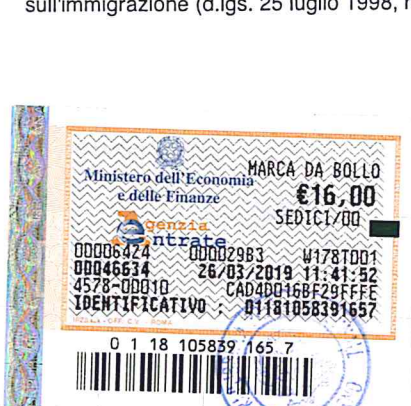 sull'immigrazione (d.lgs. 25 luglio 1998,
Ministero dell'Economia
e delle Finanze
MARCA DA BOLLO
€16,00
SEDICI/00
Agenzia
Entrate
00006424 000029B3 W178T001
00046634 26/03/2019 11:41:52
4578-00010 CAD4D016BF29FFFE
IDENTIFICATIVO : 01181058391657
0 1 18 105839 165 7